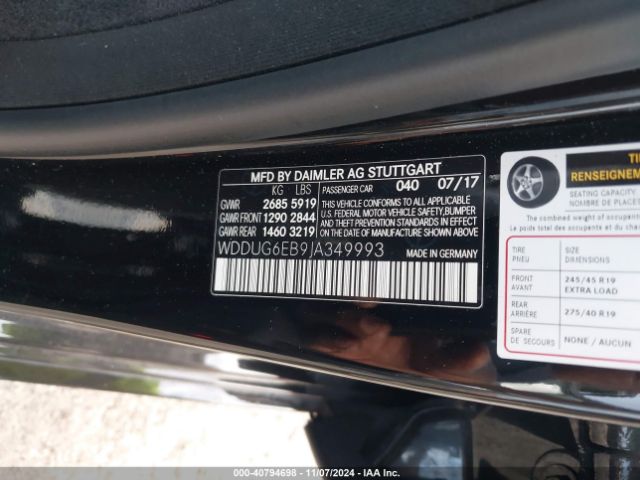 MFD BY DAIMLER AG STUTTGART
KG LBS
PASSENGER CAR 040 07/17
GVWR 2685 5919
GAWR FRONT 1290 2844
GAWR REAR 1460 3219
THIS VEHICLE CONFORMS TO ALL APPLICABLE
U.S. FEDERAL MOTOR VEHICLE SAFETY, BUMPER
AND THEFT PREVENTION STANDARDS IN EFFECT
ON THE DATE OF MANUFACTURE SHOWN ABOVE
WDDUG6EB9JA349993
MADE IN GERMANY
RENSEIGNEMEN
SEATING CAPACITY
NOMBRE DE PLACES
The combined weight of occupant
Le poids total des occupants
TIRE
PNEU
SIZE
DIMENSIONS
FRONT
AVANT
245/45 R19
EXTRA LOAD
REAR
ARRIÈRE
275/40 R19
SPARE
DE SECOURS
NONE / AUCUN
000-40794698 - 11/07/2024 - IAA Inc.